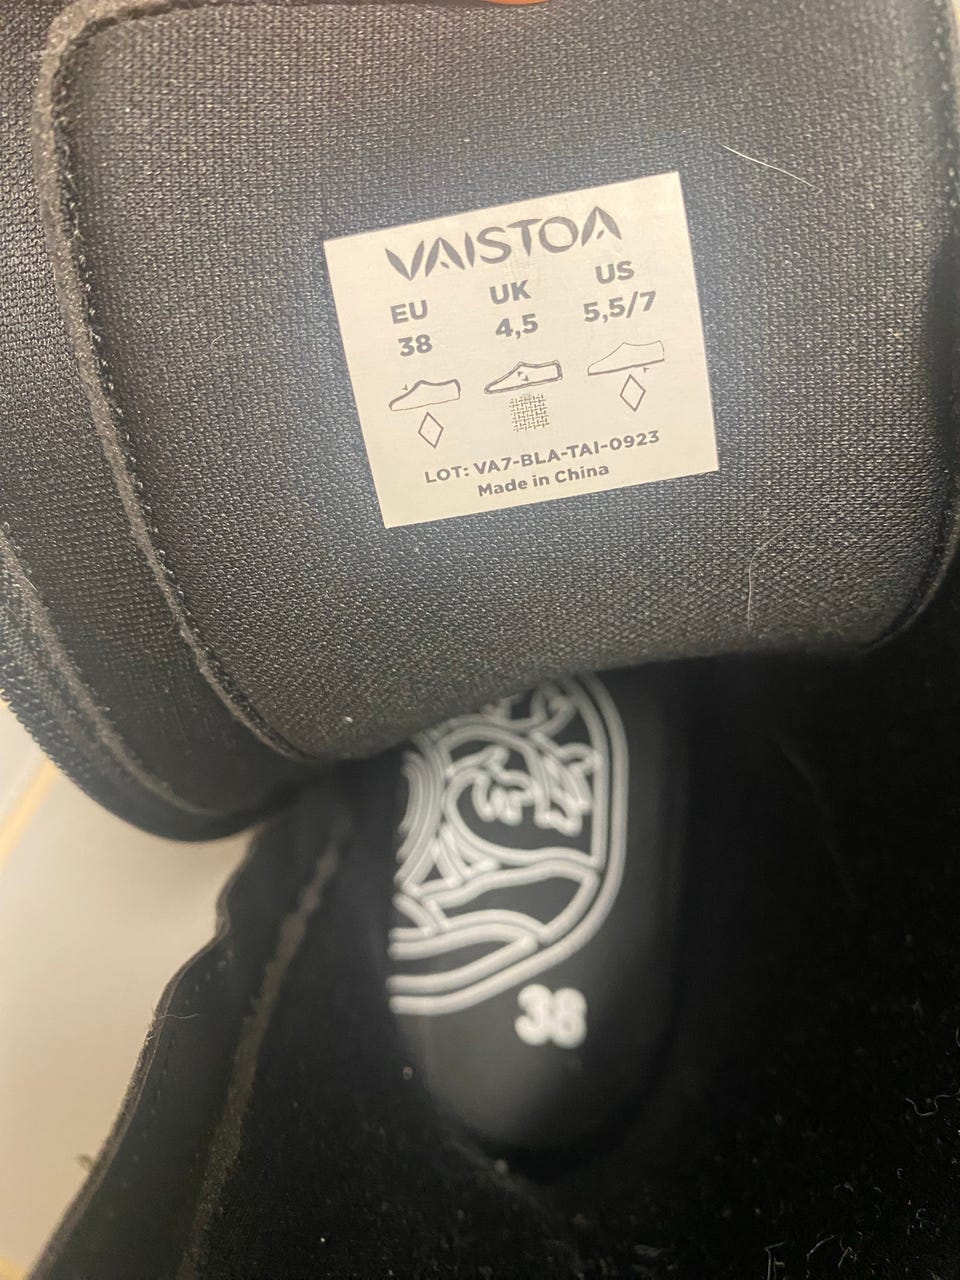 VAISTOA
EU UK US
38 4,5 5,5/7
LOT: VA7-BLA-TAI-0923
Made in China
38